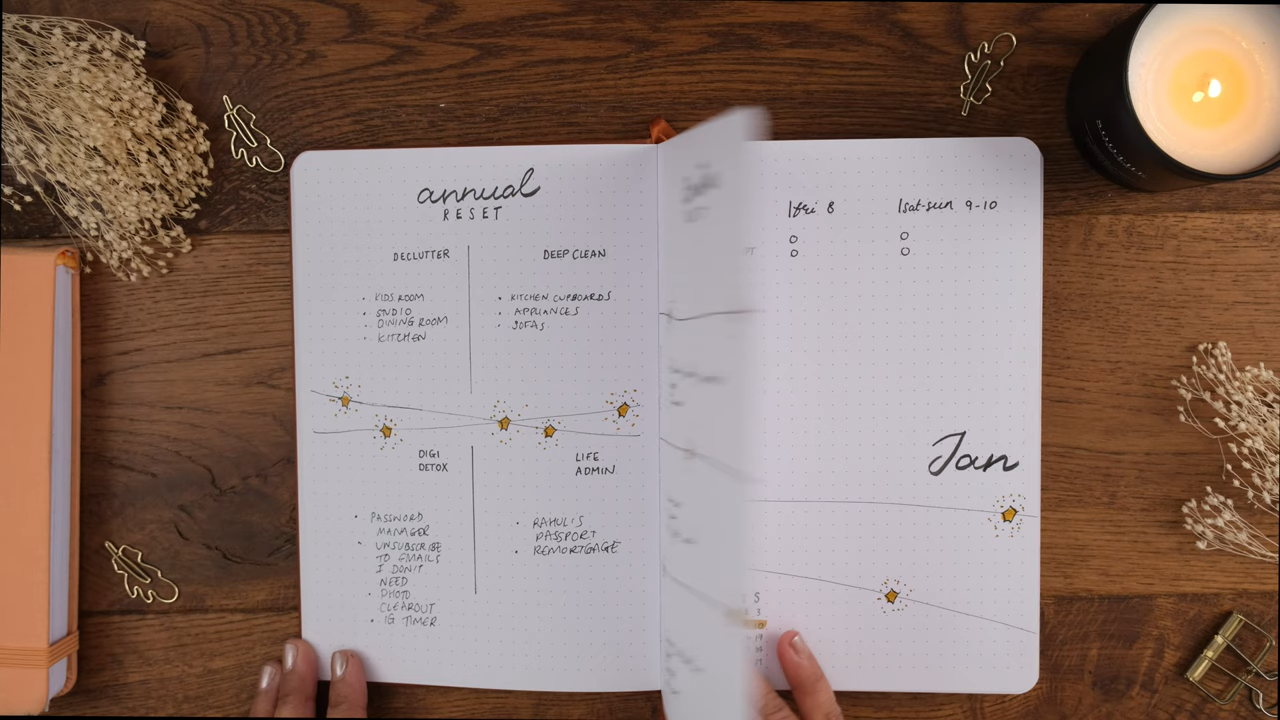 annual
RESET
DECLUTTER
DEEP CLEAN
• KIDS ROOM
• STUDIO
• DINING ROOM
• KITCHEN
• KITCHEN CUPBOARDS
• APPLIANCES
• SOFAS
DIGI
DETOX
LIFE
ADMIN
• PASSWORD
MANAGER
• UNSUBSCRIBE
TO EMAILS
I DON'T
NEED
• PHOTO
CLEAROUT
• IG TIMER
• RAHUL'S
PASSPORT
• REMORTGAGE
fri 8
sat-sun 9-10
Jan
S
3
10